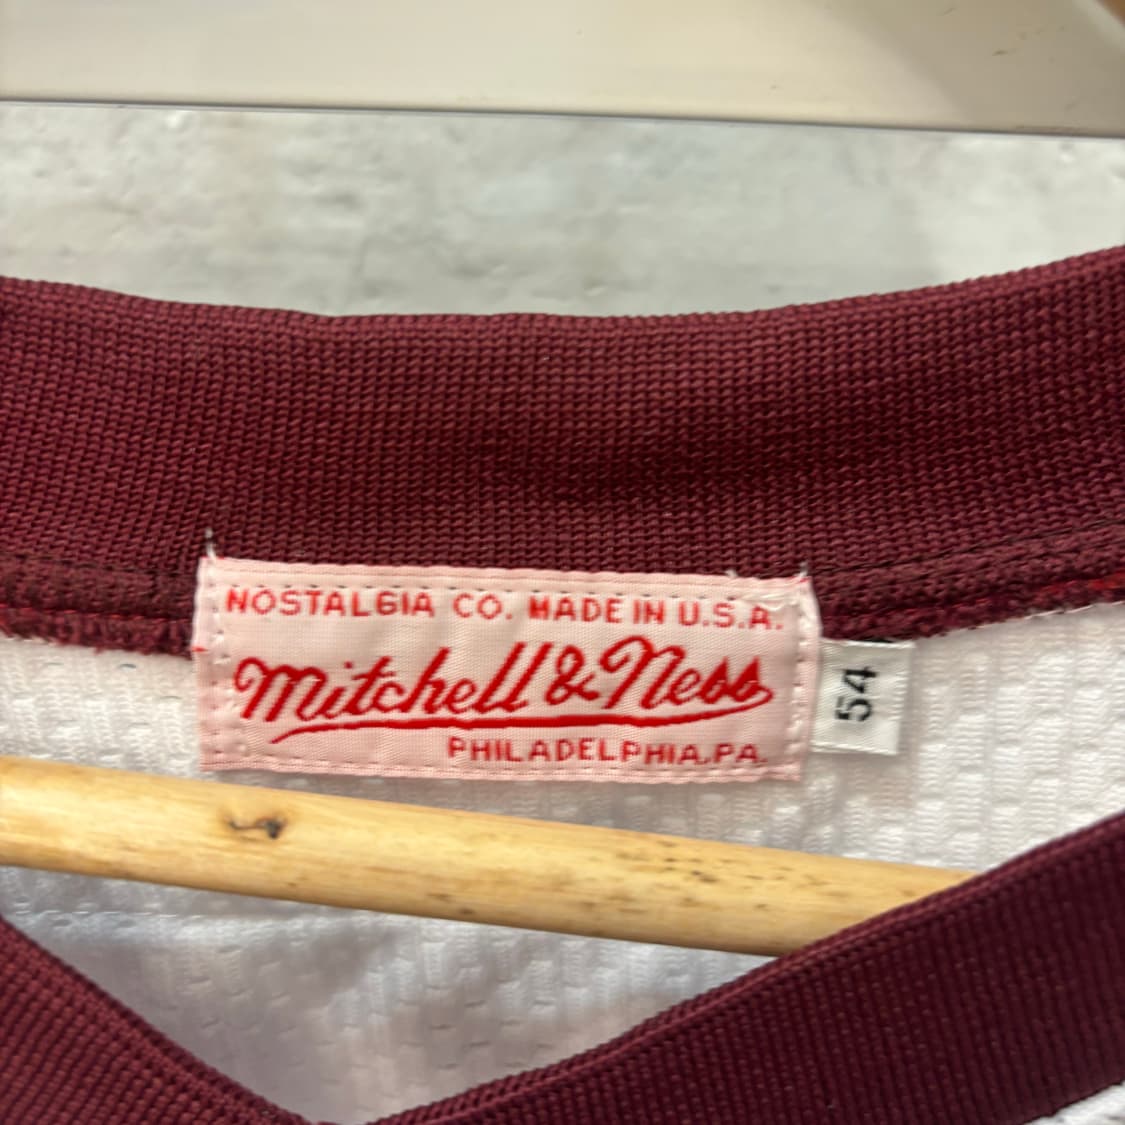 NOSTALGIA CO. MADE IN U.S.A.
Mitchell & Ness
PHILADELPHIA, PA.
54